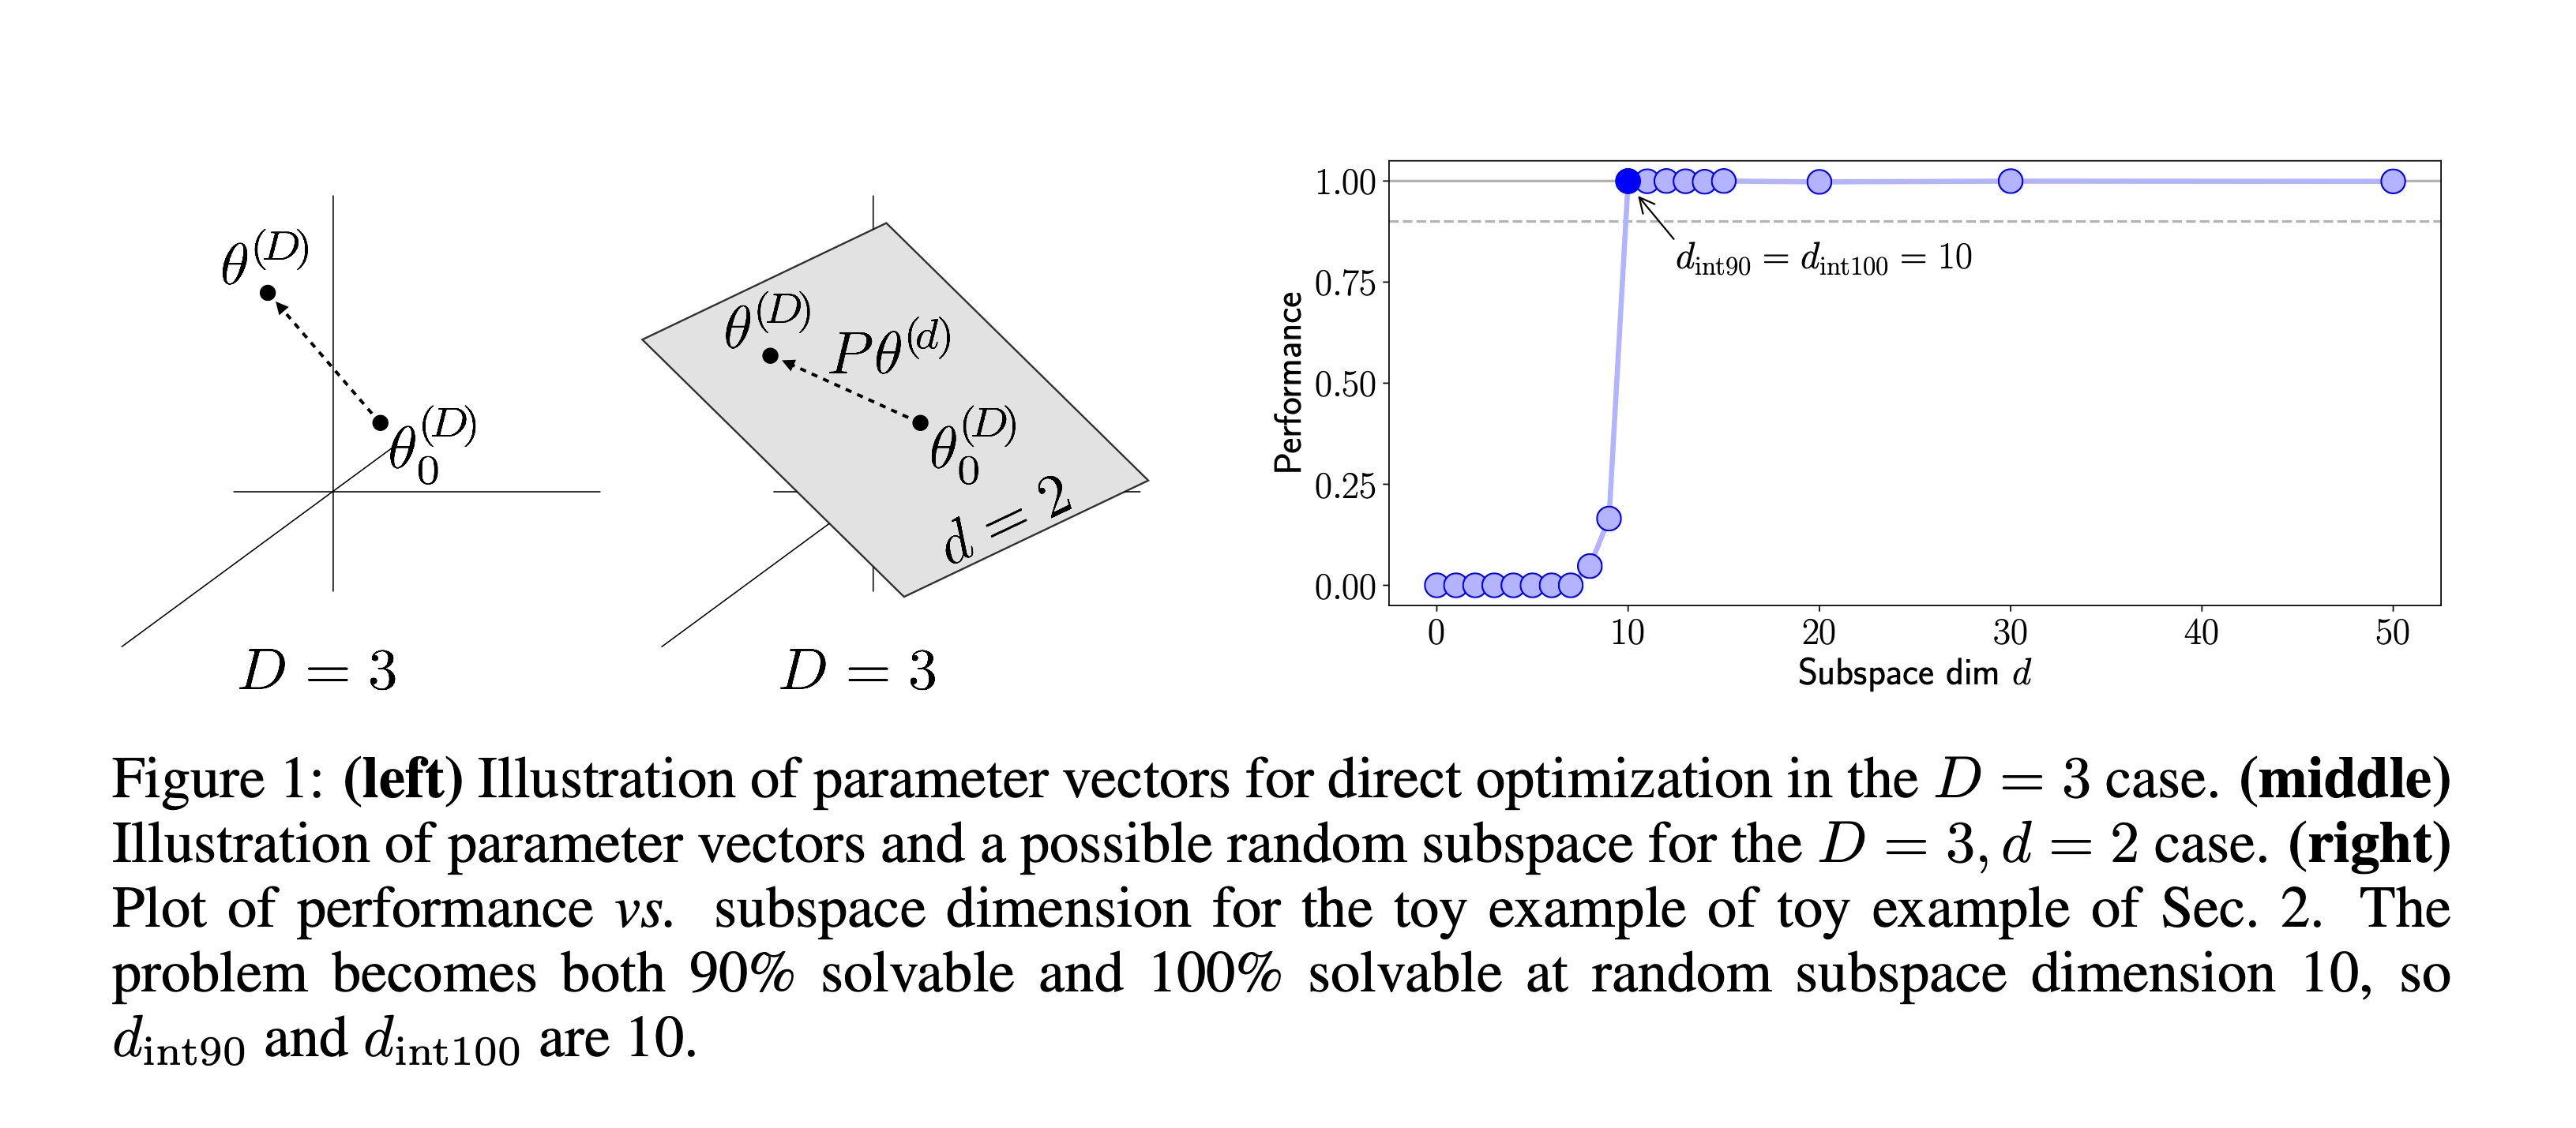 θ^(D)
θ_0^(D)
D = 3
θ^(D)
Pθ^(d)
θ_0^(D)
d = 2
D = 3
Performance
1.00
0.75
0.50
0.25
0.00
d_int90 = d_int100 = 10
0 10 20 30 40 50
Subspace dim d
Figure 1: (left) Illustration of parameter vectors for direct optimization in the D = 3 case. (middle)
Illustration of parameter vectors and a possible random subspace for the D = 3, d = 2 case. (right)
Plot of performance vs. subspace dimension for the toy example of toy example of Sec. 2. The
problem becomes both 90% solvable and 100% solvable at random subspace dimension 10, so
d_int90 and d_int100 are 10.